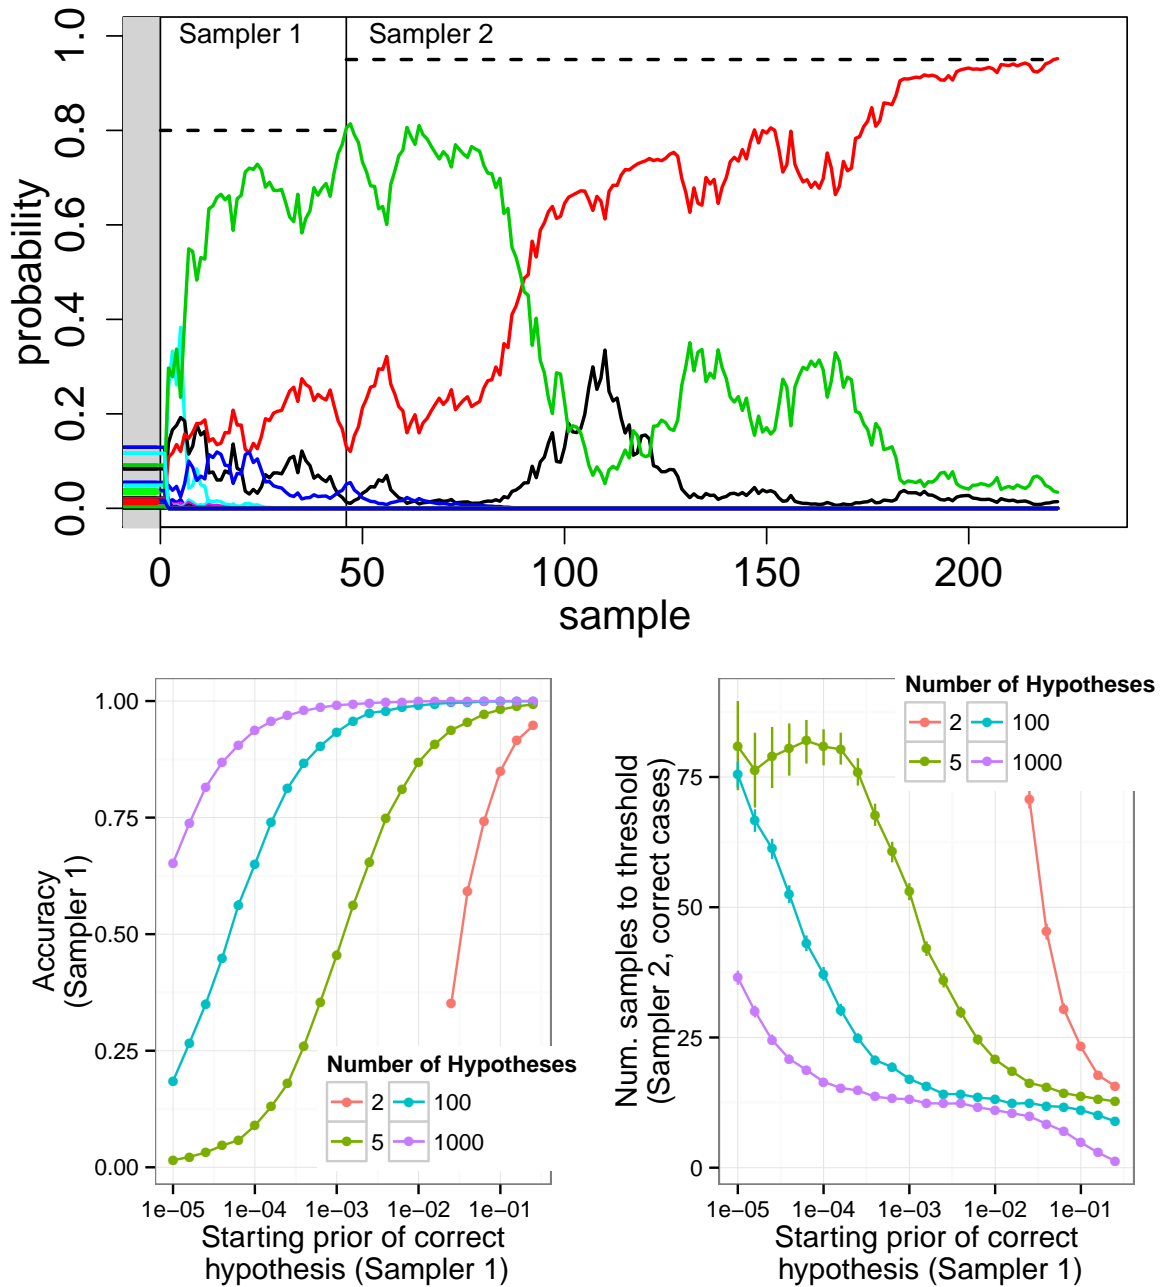 Sampler 1
Sampler 2
probability
1.0
0.8
0.6
0.4
0.2
0.0
0
50
100
150
200
sample
Accuracy
(Sampler 1)
1.00
0.75
0.50
0.25
0.00
Number of Hypotheses
2
100
5
1000
1e−05
1e−04
1e−03
1e−02
1e−01
Starting prior of correct
hypothesis (Sampler 1)
Num. samples to threshold
(Sampler 2, correct cases)
75
50
25
0
Number of Hypotheses
2
100
5
1000
1e−05
1e−04
1e−03
1e−02
1e−01
Starting prior of correct
hypothesis (Sampler 1)